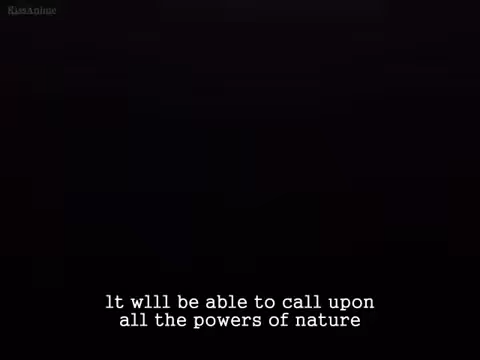 KissAnime
lt wlll be able to call upon
all the powers of nature